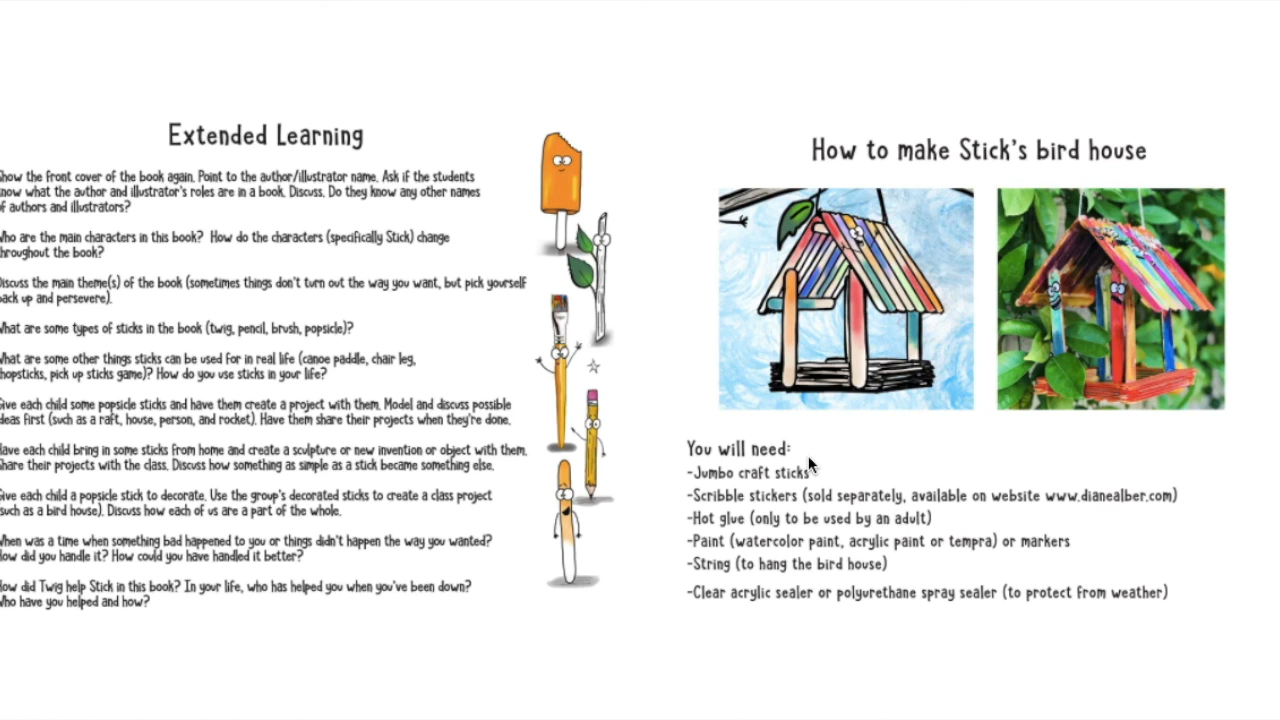 Extended Learning
how the front cover of the book again. Point to the author/illustrator name. Ask if the students
now what the author and illustrator's roles are in a book. Discuss. Do they know any other names
f authors and illustrators?
ho are the main characters in this book? How do the characters (specifically Stick) change
hroughout the book?
iscuss the main theme(s) of the book (sometimes things don't turn out the way you want, but pick yourself
ack up and persevere).
hat are some types of sticks in the book (twig, pencil, brush, popsicle)?
hat are some other things sticks can be used for in real life (canoe paddle, chair leg,
hopsticks, pick up sticks game)? How do you use sticks in your life?
ive each child some popsicle sticks and have them create a project with them. Model and discuss possible
deas first (such as a raft, house, person, and rocket). Have them share their projects when they're done.
ave each child bring in some sticks from home and create a sculpture or new invention or object with them.
hare their projects with the class. Discuss how something as simple as a stick became something else.
ive each child a popsicle stick to decorate. Use the group's decorated sticks to create a class project
such as a bird house). Discuss how each of us are a part of the whole.
hen was a time when something bad happened to you or things didn't happen the way you wanted?
ow did you handle it? How could you have handled it better?
ow did Twig help Stick in this book? In your life, who has helped you when you've been down?
ho have you helped and how?
How to make Stick's bird house
You will need:
-Jumbo craft sticks
-Scribble stickers (sold separately, available on website www.dianealber.com)
-Hot glue (only to be used by an adult)
-Paint (watercolor paint, acrylic paint or tempra) or markers
-String (to hang the bird house)
-Clear acrylic sealer or polyurethane spray sealer (to protect from weather)